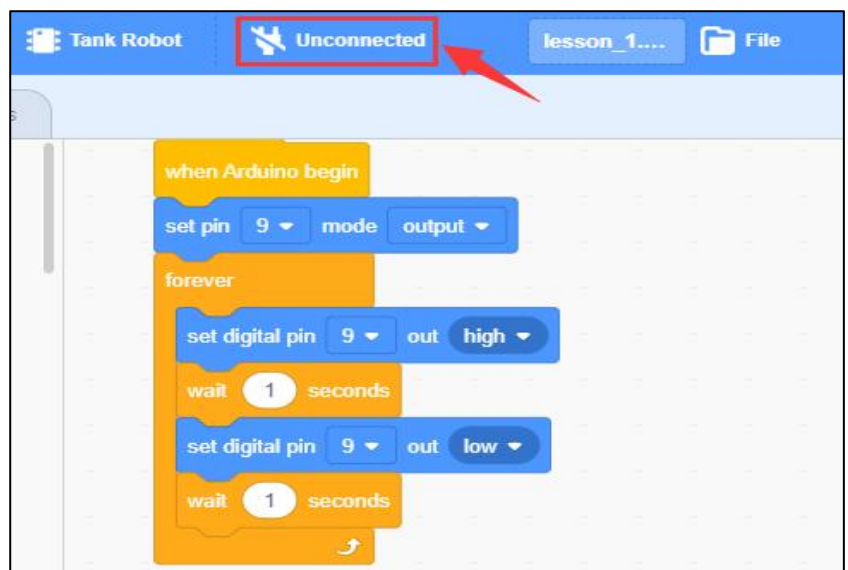 Tank Robot Unconnected lesson_1.... File
s
when Arduino begin
set pin 9 mode output
forever
set digital pin 9 out high
wait 1 seconds
set digital pin 9 out low
wait 1 seconds